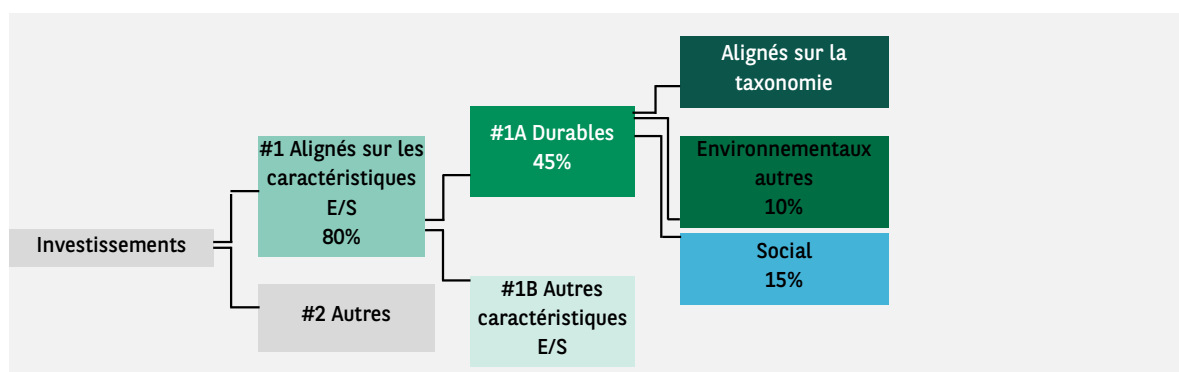 Investissements
#1 Alignés sur les
caractéristiques
E/S
80%
#2 Autres
#1A Durables
45%
#1B Autres
caractéristiques
E/S
Alignés sur la
taxonomie
Environnementaux
autres
10%
Social
15%